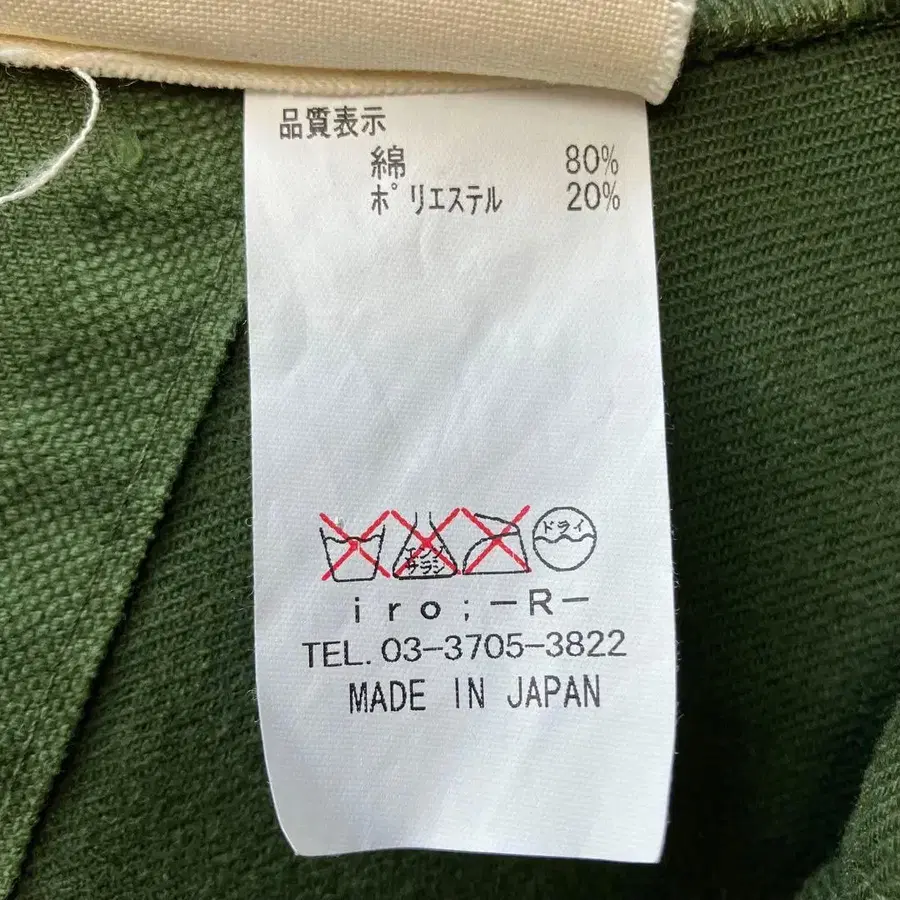 品質表示
綿 80%
ポリエステル 20%
エンソ サラシ ドライ
iro;-R-
TEL. 03-3705-3822
MADE IN JAPAN